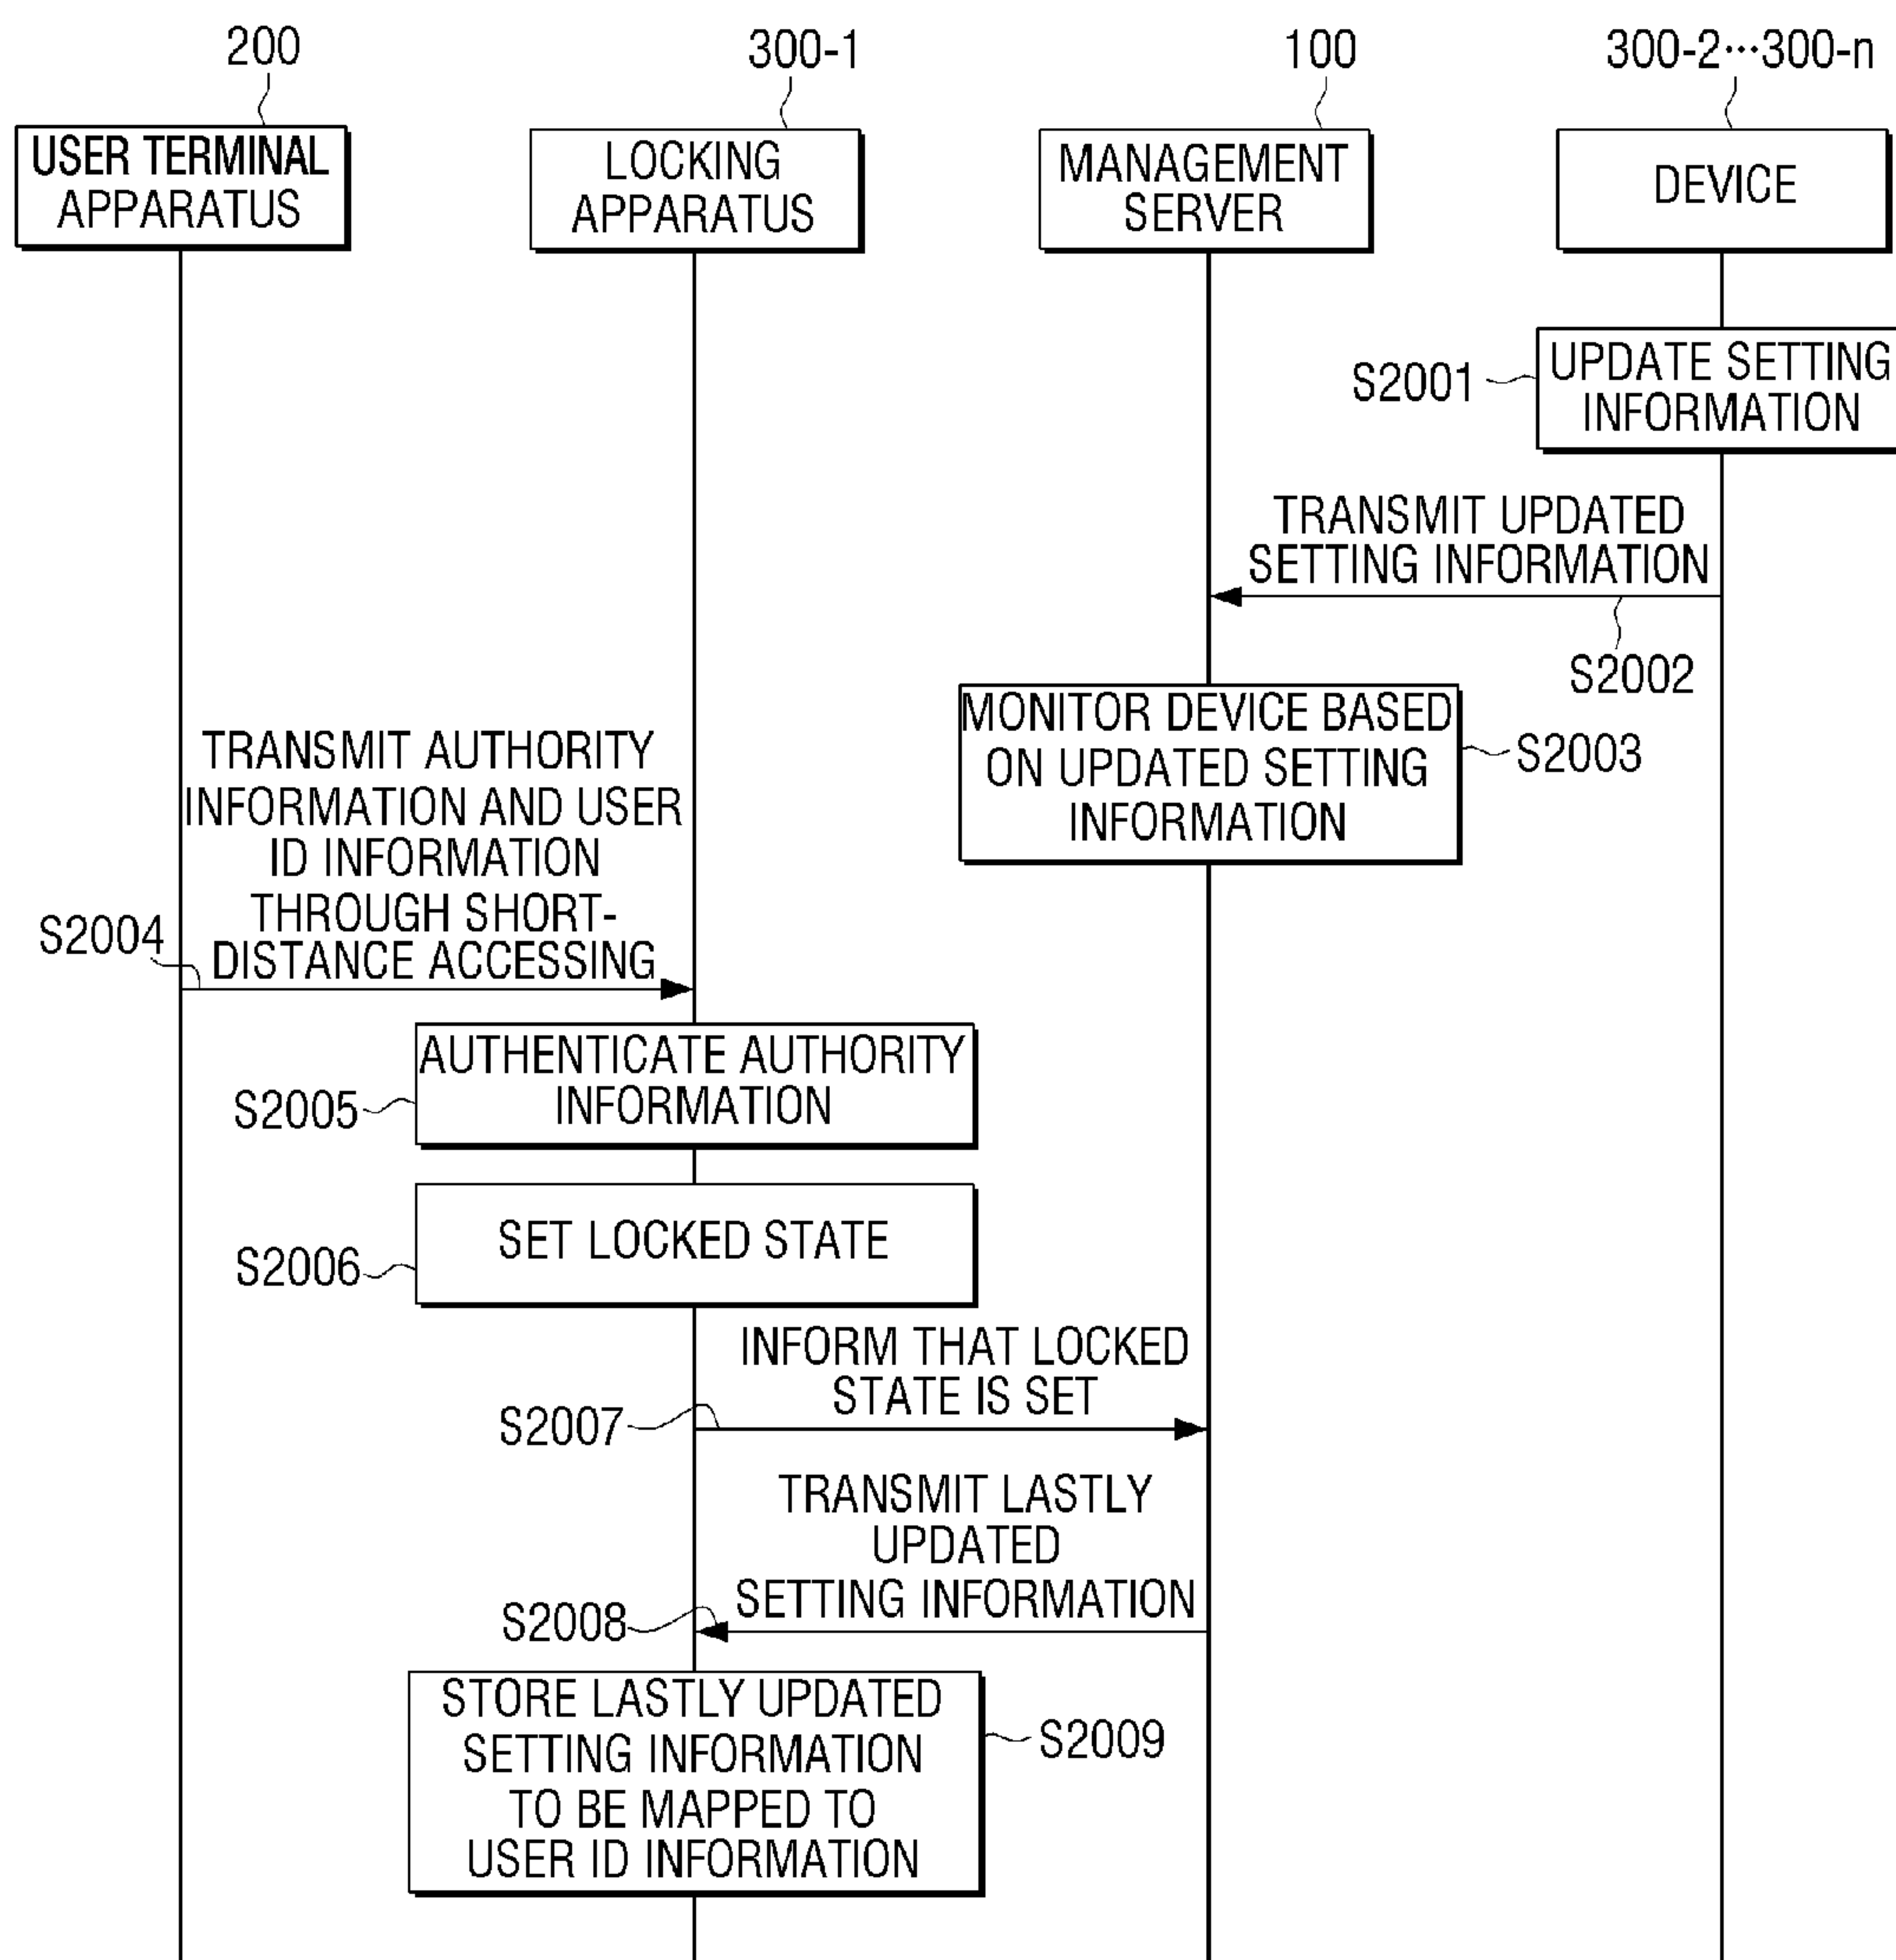 200
300-1
100
300-2···300-n
USER TERMINAL
APPARATUS
LOCKING
APPARATUS
MANAGEMENT
SERVER
DEVICE
S2001
UPDATE SETTING
INFORMATION
TRANSMIT UPDATED
SETTING INFORMATION
S2002
MONITOR DEVICE BASED
ON UPDATED SETTING
INFORMATION
S2003
TRANSMIT AUTHORITY
INFORMATION AND USER
ID INFORMATION
THROUGH SHORT-
DISTANCE ACCESSING
S2004
AUTHENTICATE AUTHORITY
INFORMATION
S2005
SET LOCKED STATE
S2006
INFORM THAT LOCKED
STATE IS SET
S2007
TRANSMIT LASTLY
UPDATED
SETTING INFORMATION
S2008
STORE LASTLY UPDATED
SETTING INFORMATION
TO BE MAPPED TO
USER ID INFORMATION
S2009